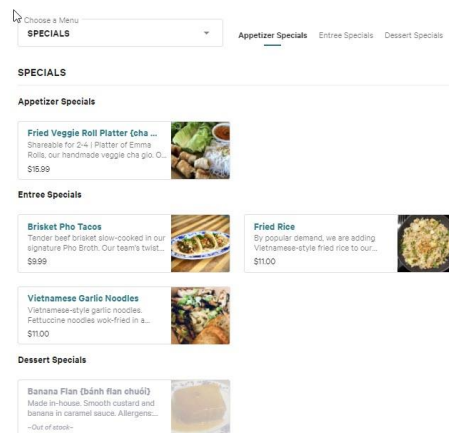 Choose a Menu
SPECIALS
Appetizer Specials Entree Specials Dessert Specials
SPECIALS
Appetizer Specials
Fried Veggie Roll Platter {cha ...
Shareable for 2-4 | Platter of Emma
Rolls, our handmade veggie cha gio. O...
$15.99
Entree Specials
Brisket Pho Tacos
Tender beef brisket slow-cooked in our
signature Pho Broth. Our team's twist...
$9.99
Fried Rice
By popular demand, we are adding
Vietnamese-style fried rice to our...
$11.00
Vietnamese Garlic Noodles
Vietnamese-style garlic noodles.
Fettuccine noodles wok-fried in a...
$11.00
Dessert Specials
Banana Flan {bánh flan chuối}
Made in-house. Smooth custard and
banana in caramel sauce. Allergens:...
~Out of stock~